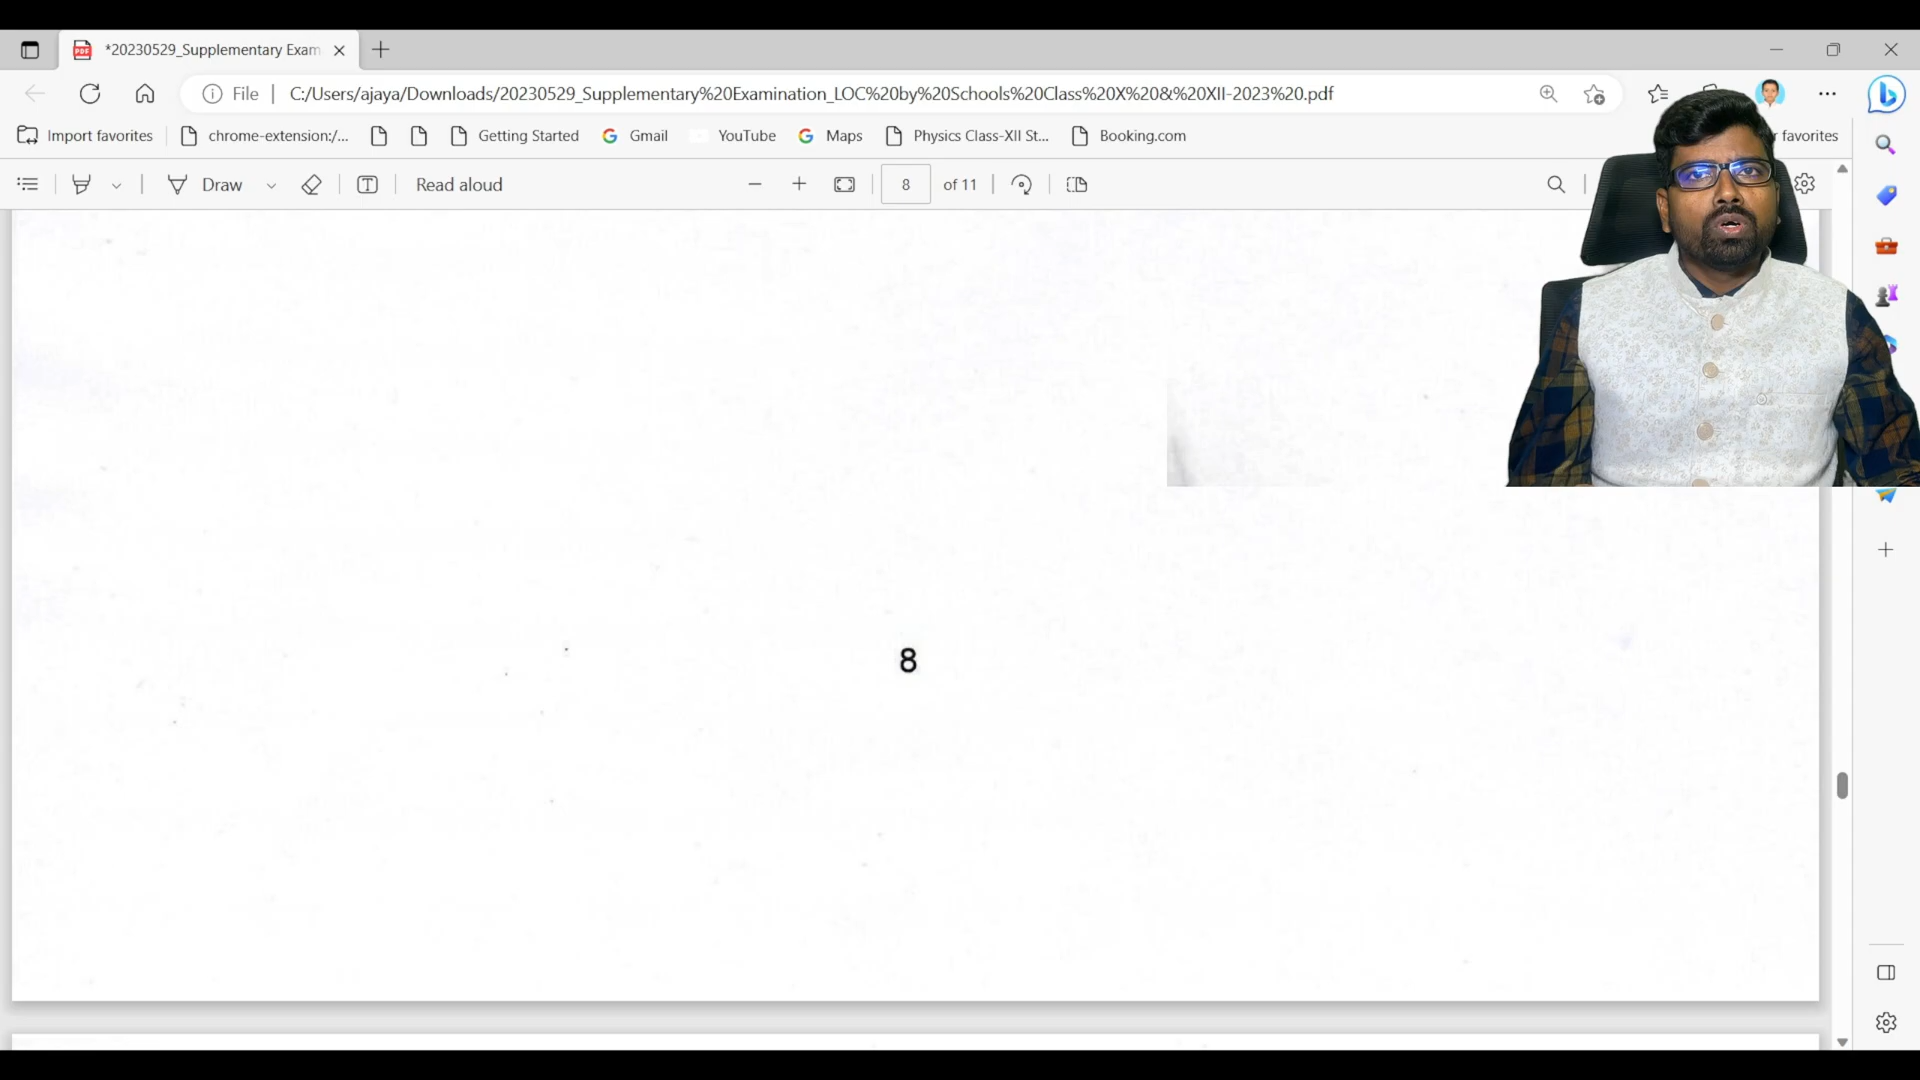 *20230529_Supplementary Exam
File
C:/Users/ajaya/Downloads/20230529_Supplementary%20Examination_LOC%20by%20Schools%20Class%20X%20&%20XII-2023%20.pdf
Import favorites
chrome-extension:/...
Getting Started
Gmail
YouTube
Maps
Physics Class-XII St...
Booking.com
favorites
Draw
Read aloud
8
of 11
8